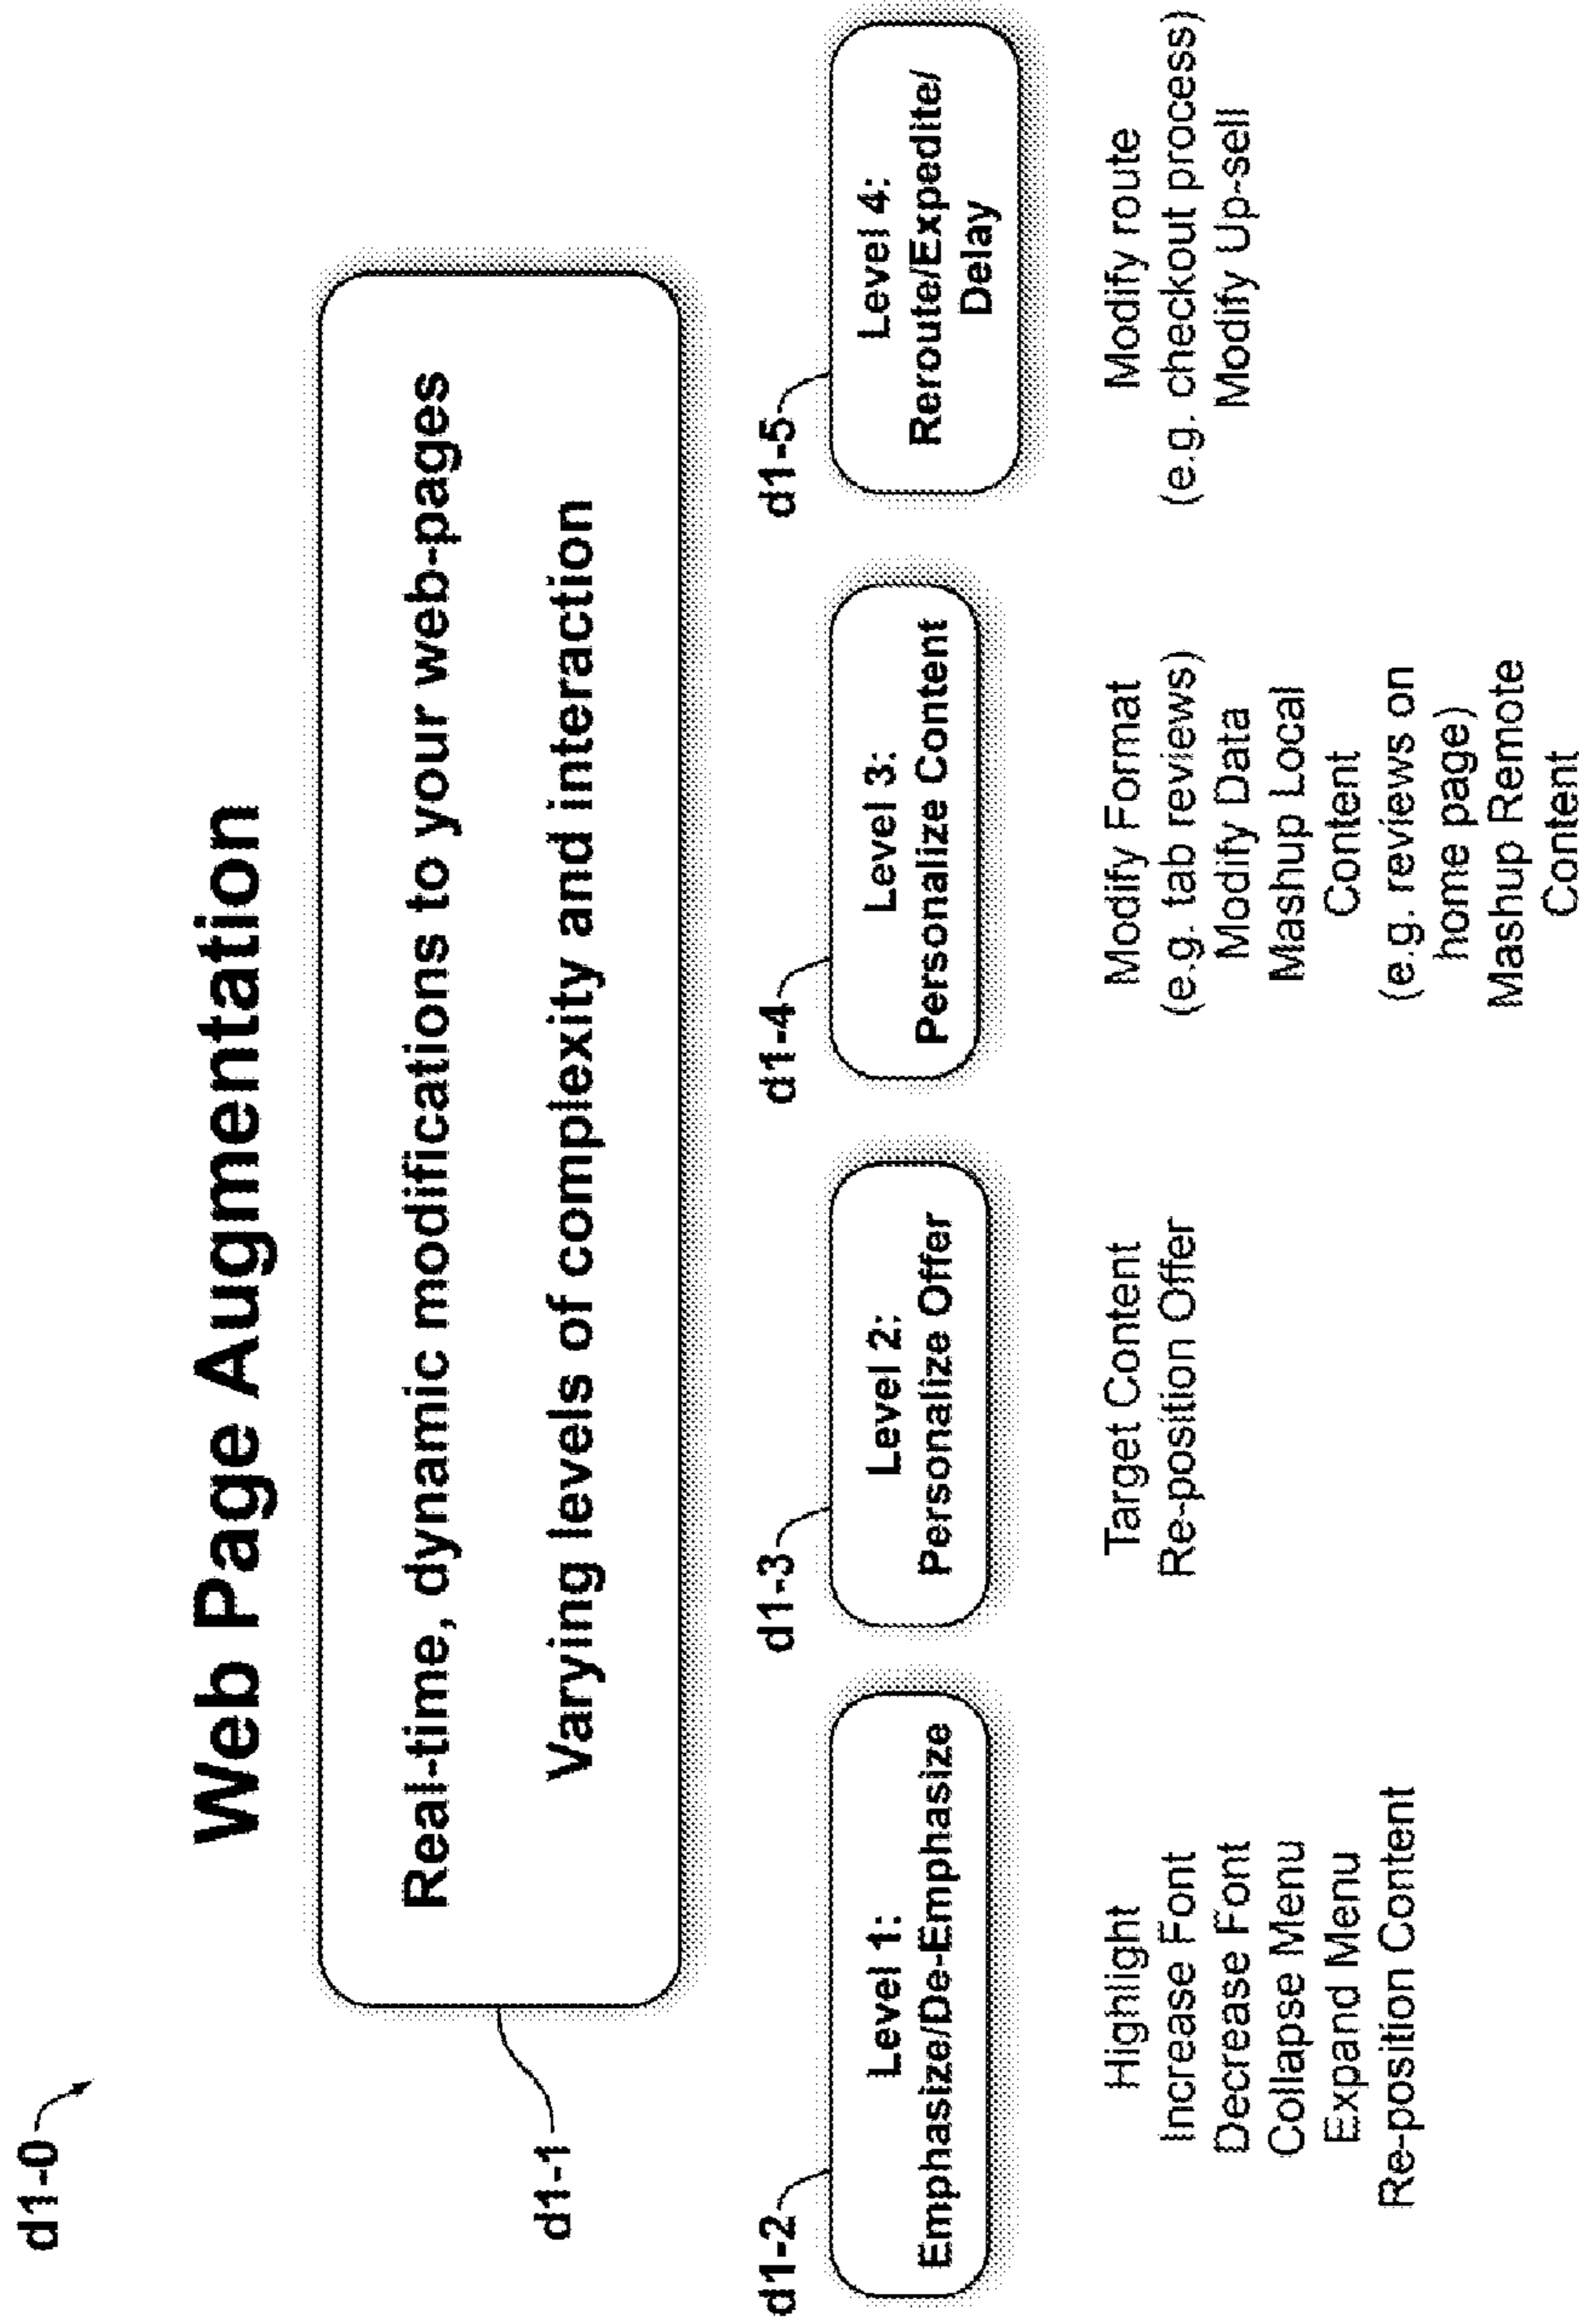 d1-0
Web Page Augmentation
d1-1
Real-time, dynamic modifications to your web-pages
Varying levels of complexity and interaction
d1-2
Level 1:
Emphasize/De-Emphasize
Highlight
Increase Font
Decrease Font
Collapse Menu
Expand Menu
Re-position Content
d1-3
Level 2:
Personalize Offer
Target Content
Re-position Offer
d1-4
Level 3:
Personalize Content
Modify Format
(e.g. tab reviews)
Modify Data
Mashup Local
Content
(e.g. reviews on
home page)
Mashup Remote
Content
d1-5
Level 4:
Reroute/Expedite/
Delay
Modify route
(e.g. checkout process)
Modify Up-sell